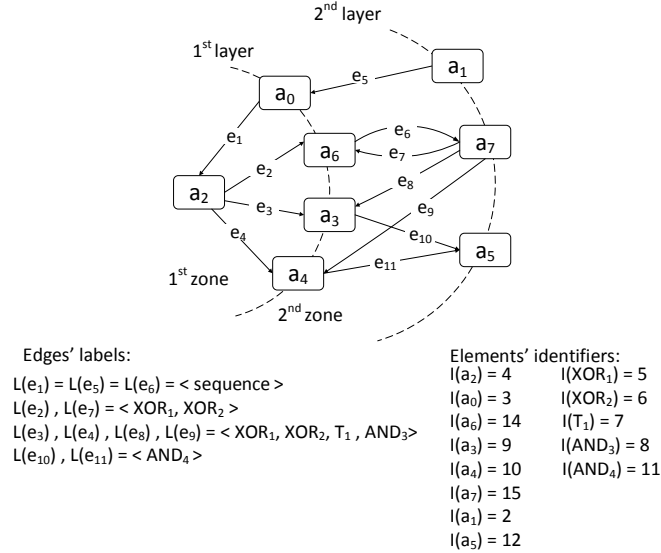 2nd layer
1st layer
a1
e5
a0
e1
e6
a6
a7
e7
e2
e8
a2
e3
a3
e9
e4
e10
a5
a4
e11
1st zone
2nd zone
Edges' labels:
L(e1) = L(e5) = L(e6) = < sequence >
L(e2) , L(e7) = < XOR1, XOR2 >
L(e3) , L(e4) , L(e8) , L(e9) = < XOR1, XOR2, T1 , AND3>
L(e10) , L(e11) = < AND4 >
Elements' identifiers:
I(a2) = 4 I(XOR1) = 5
I(a0) = 3 I(XOR2) = 6
I(a6) = 14 I(T1) = 7
I(a3) = 9 I(AND3) = 8
I(a4) = 10 I(AND4) = 11
I(a7) = 15
I(a1) = 2
I(a5) = 12